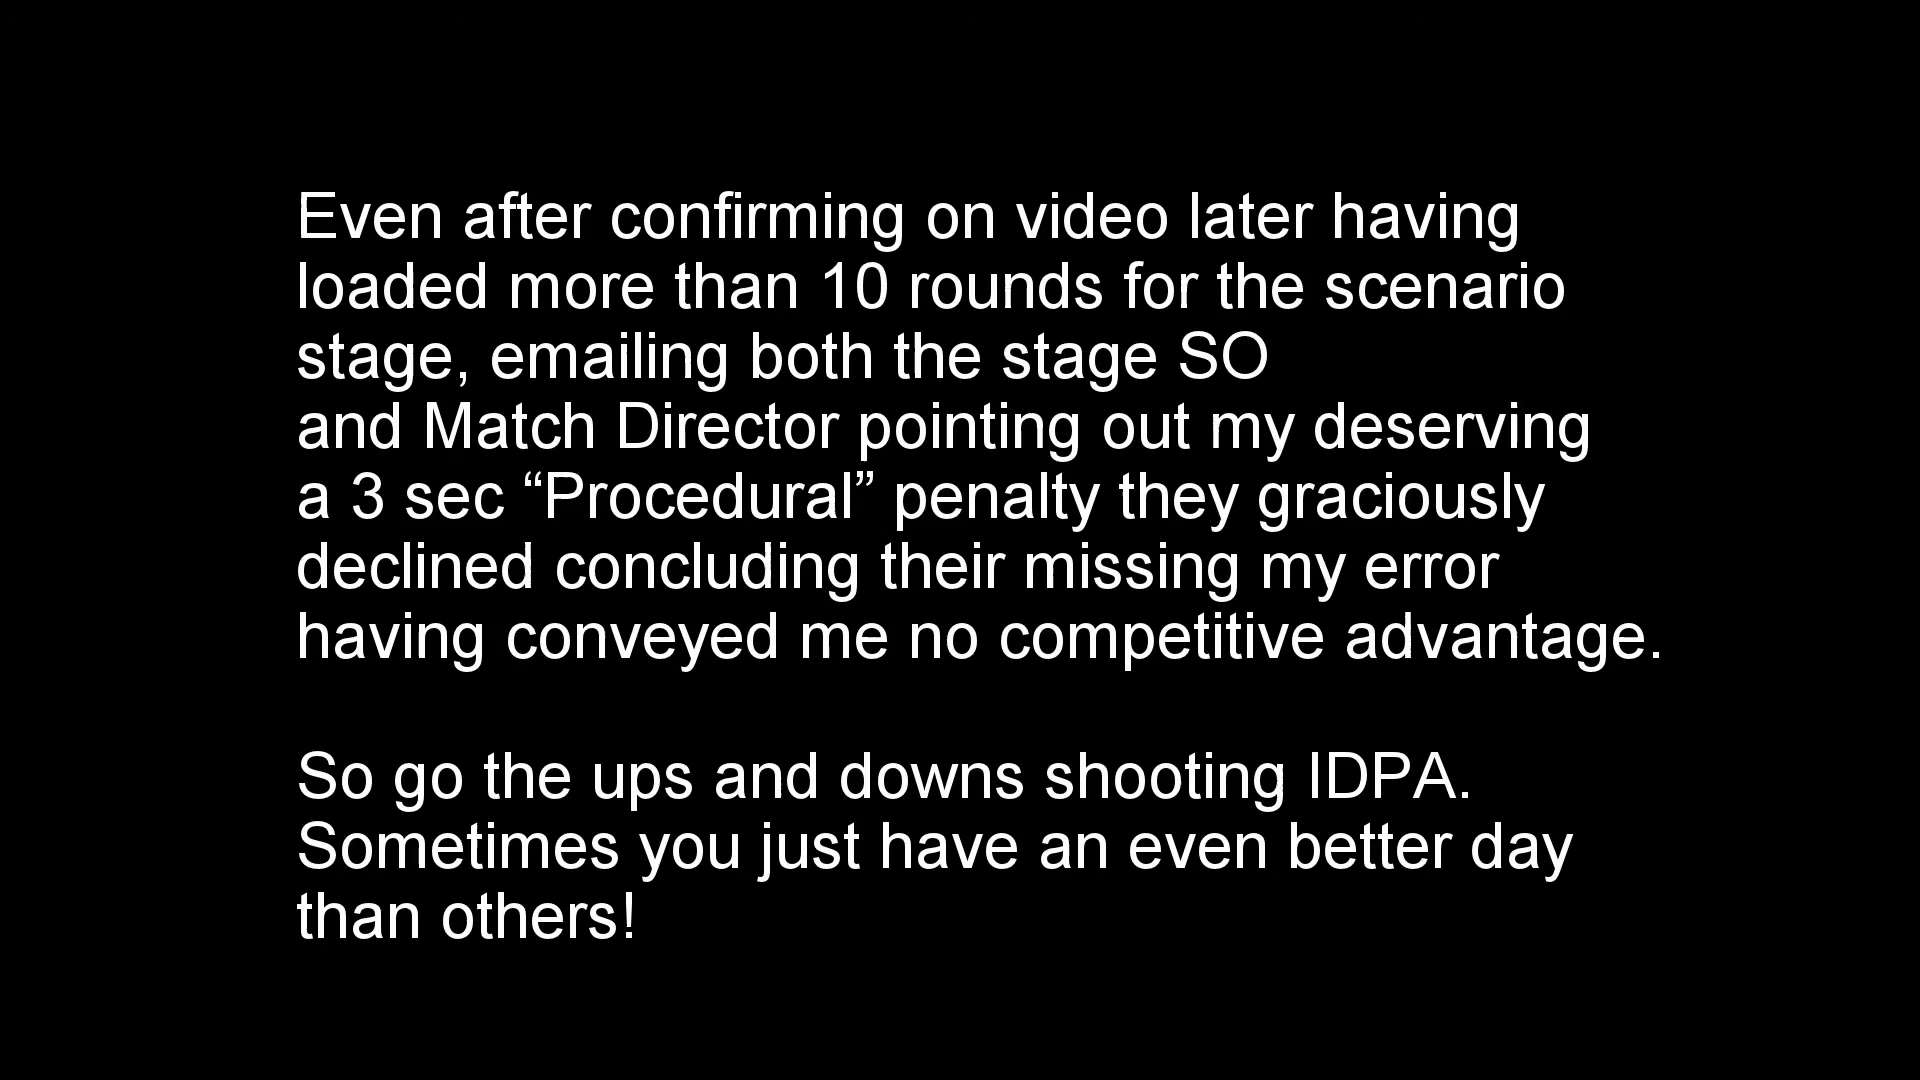 Even after confirming on video later having
loaded more than 10 rounds for the scenario
stage, emailing both the stage SO
and Match Director pointing out my deserving
a 3 sec “Procedural” penalty they graciously
declined concluding their missing my error
having conveyed me no competitive advantage.
So go the ups and downs shooting IDPA.
Sometimes you just have an even better day
than others!